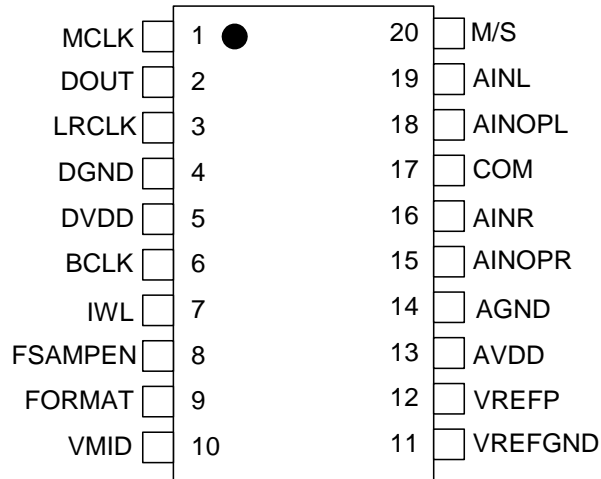 MCLK 1 20 M/S
DOUT 2 19 AINL
LRCLK 3 18 AINOPL
DGND 4 17 COM
DVDD 5 16 AINR
BCLK 6 15 AINOPR
IWL 7 14 AGND
FSAMPEN 8 13 AVDD
FORMAT 9 12 VREFP
VMID 10 11 VREFGND